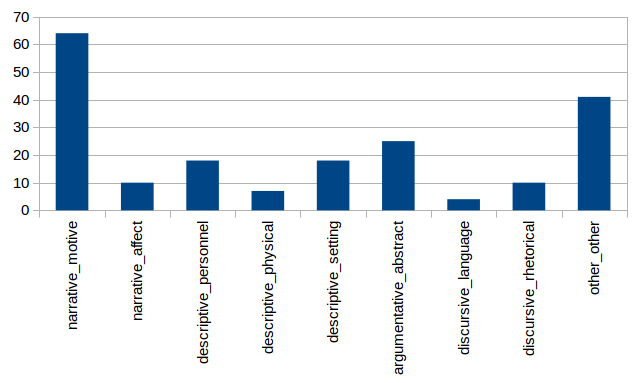 70
60
50
40
30
20
10
0
narrative_motive
narrative_affect
descriptive_personnel
descriptive_physical
descriptive_setting
argumentative_abstract
discursive_language
discursive_rhetorical
other_other